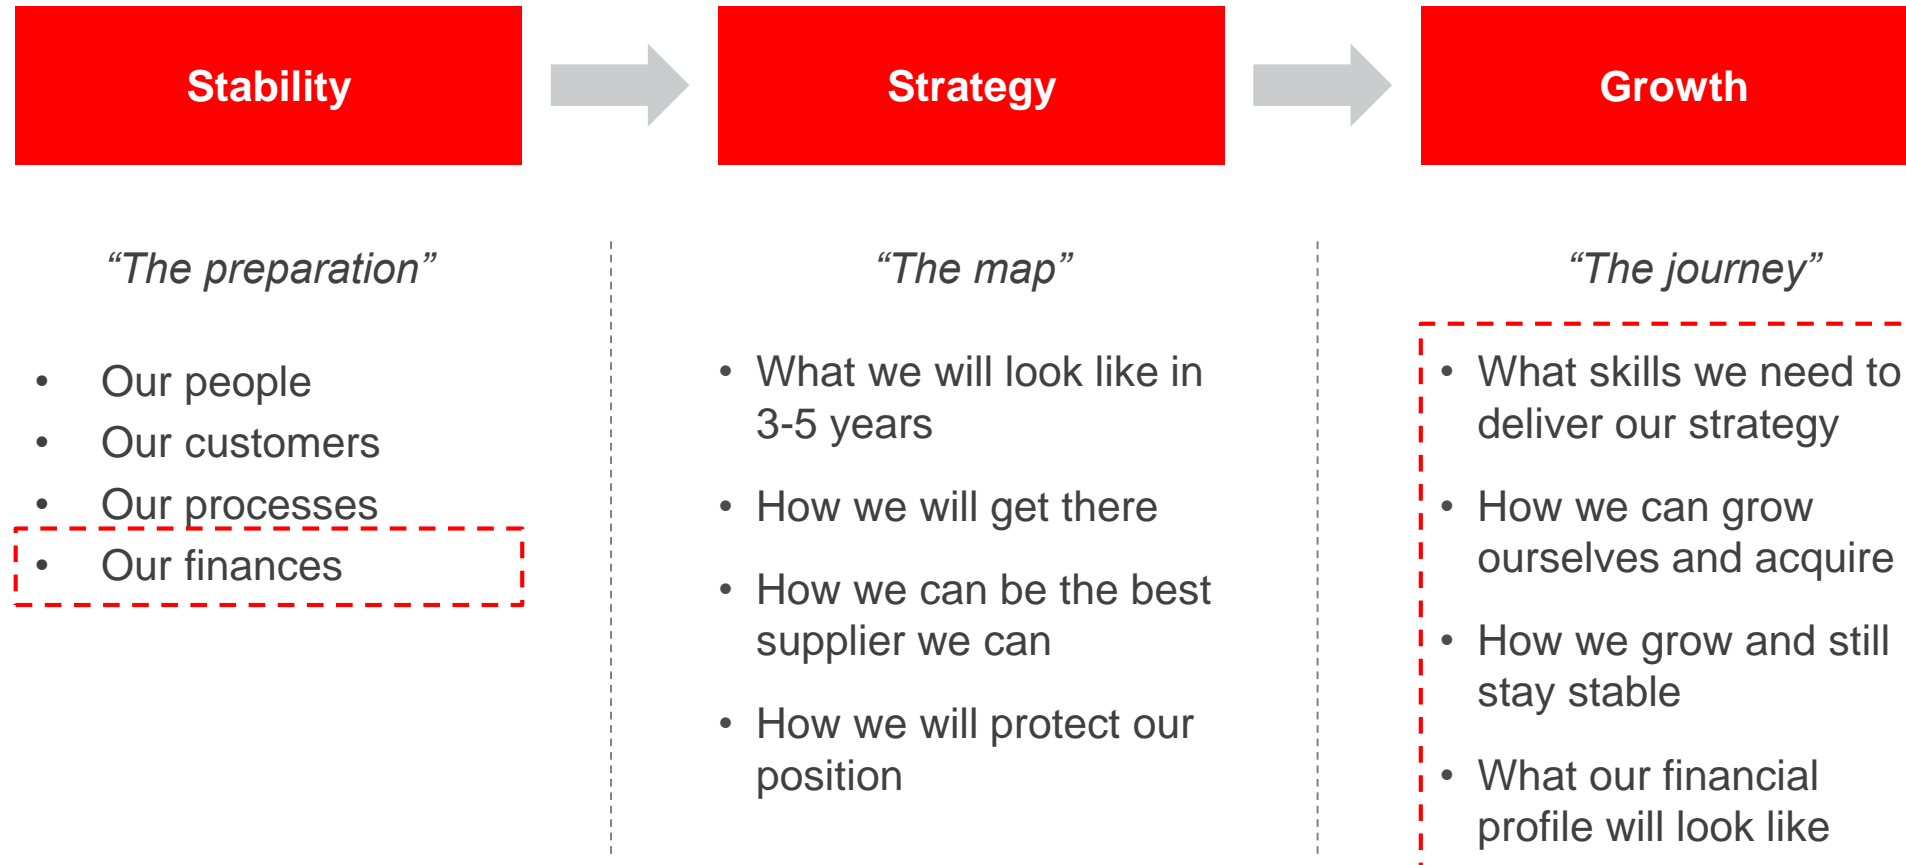 Stability
Strategy
Growth
“The preparation”
• Our people
• Our customers
• Our processes
• Our finances
“The map”
• What we will look like in
3-5 years
• How we will get there
• How we can be the best
supplier we can
• How we will protect our
position
“The journey”
• What skills we need to
deliver our strategy
• How we can grow
ourselves and acquire
• How we grow and still
stay stable
• What our financial
profile will look like